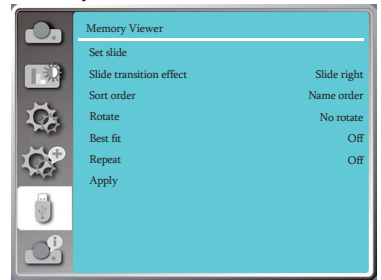 Memory Viewer
Set slide
Slide transition effect Slide right
Sort order Name order
Rotate No rotate
Best fit Off
Repeat Off
Apply